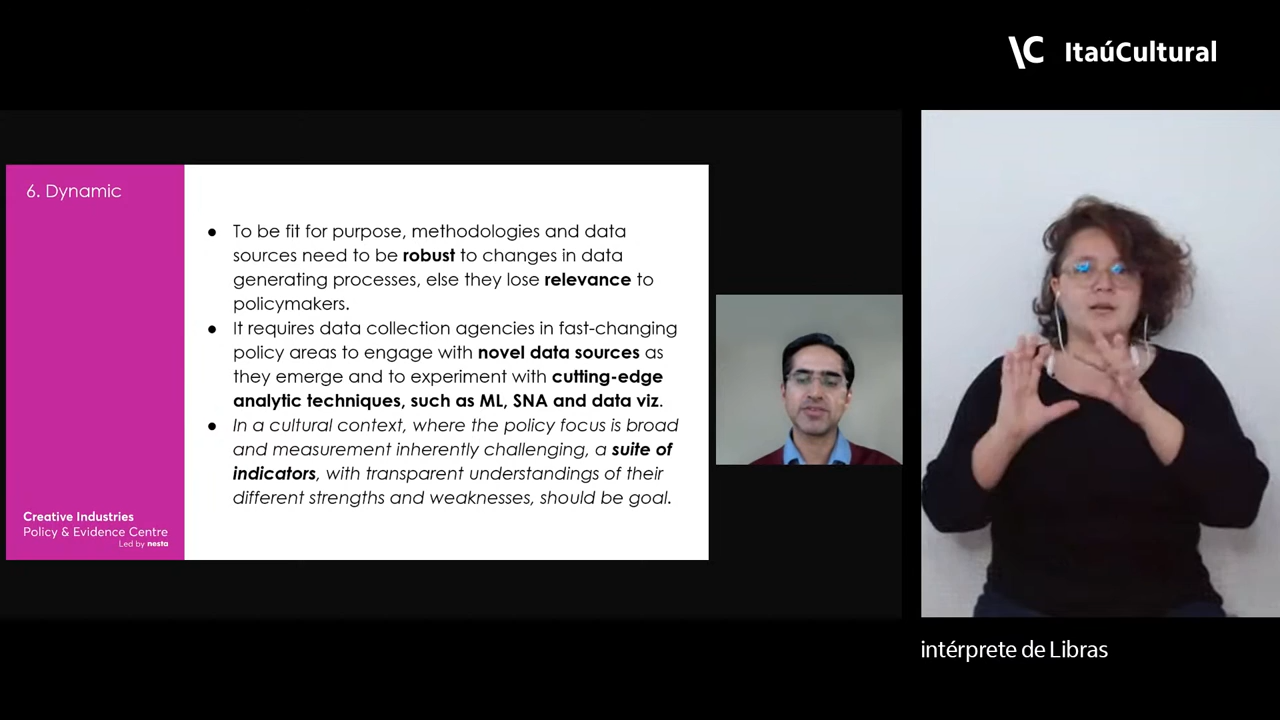 \C ItaúCultural
6. Dynamic
● To be fit for purpose, methodologies and data
sources need to be robust to changes in data
generating processes, else they lose relevance to
policymakers.
● It requires data collection agencies in fast-changing
policy areas to engage with novel data sources as
they emerge and to experiment with cutting-edge
analytic techniques, such as ML, SNA and data viz.
● In a cultural context, where the policy focus is broad
and measurement inherently challenging, a suite of
indicators, with transparent understandings of their
different strengths and weaknesses, should be goal.
Creative Industries
Policy & Evidence Centre
Led by nesta
intérprete de Libras